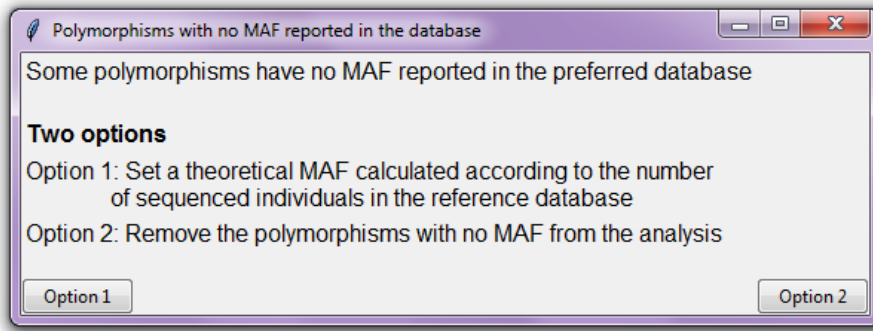 Polymorphisms with no MAF reported in the database
Some polymorphisms have no MAF reported in the preferred database
Two options
Option 1: Set a theoretical MAF calculated according to the number
of sequenced individuals in the reference database
Option 2: Remove the polymorphisms with no MAF from the analysis
Option 1
Option 2